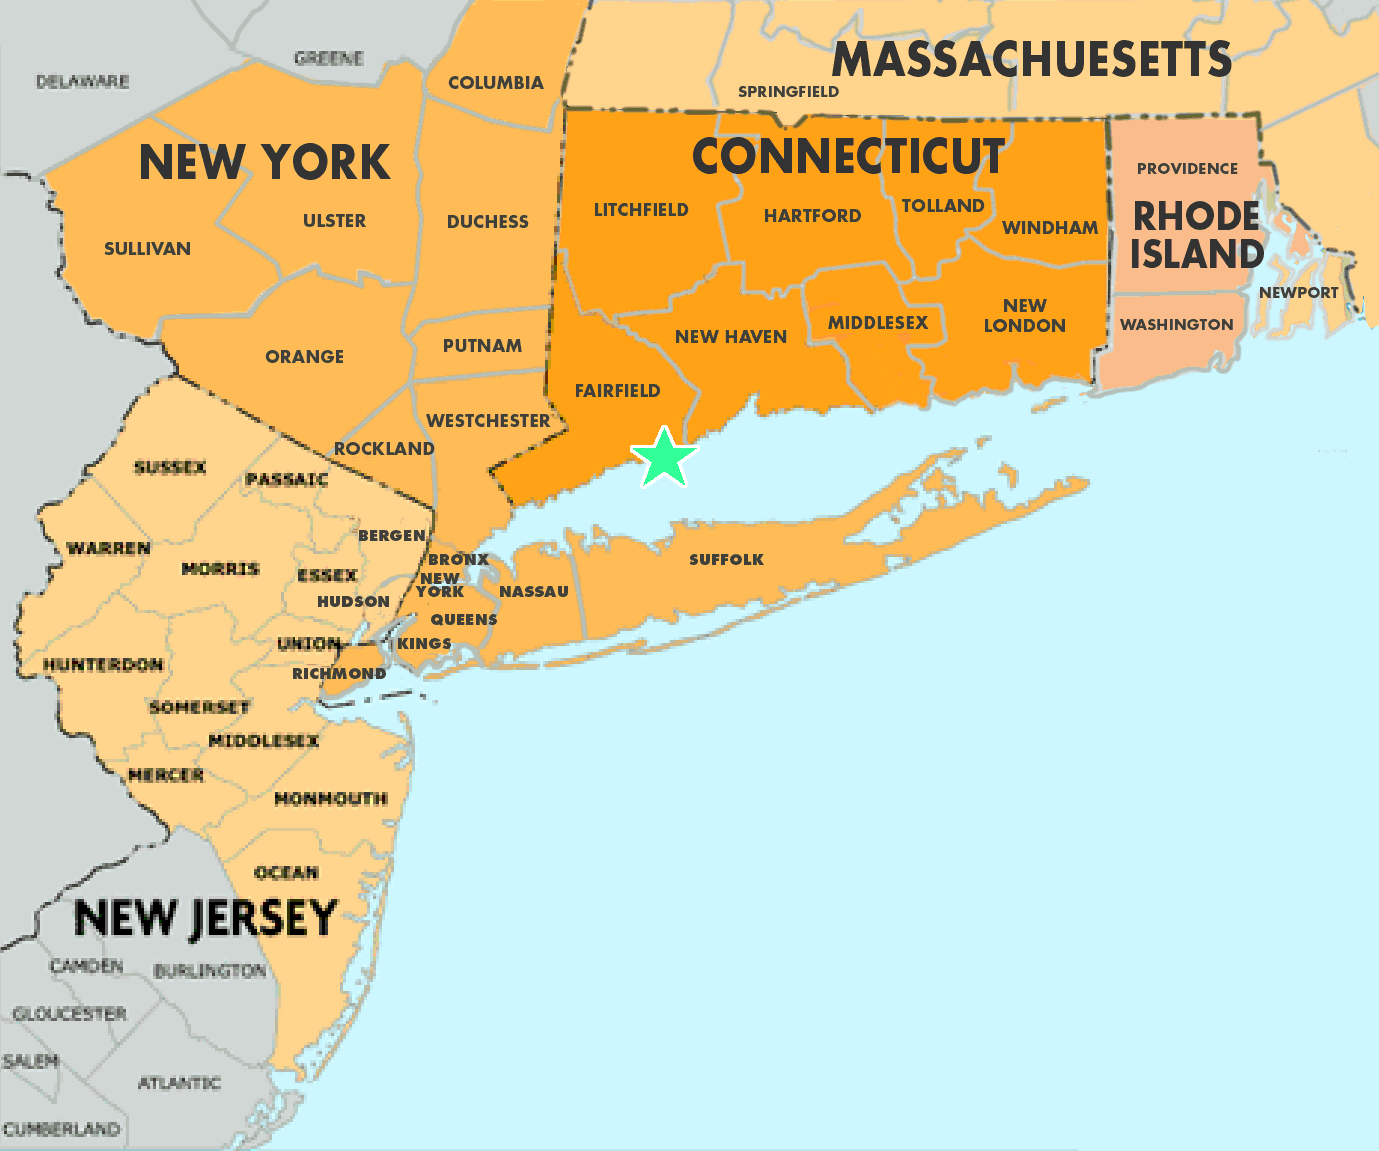 GREENE
DELAWARE
COLUMBIA
MASSACHUESETTS
SPRINGFIELD
NEW YORK
CONNECTICUT
PROVIDENCE
RHODE
ISLAND
ULSTER
DUCHESS
LITCHFIELD
HARTFORD
TOLLAND
WINDHAM
SULLIVAN
NEWPORT
ORANGE
PUTNAM
NEW HAVEN
MIDDLESEX
NEW
LONDON
WASHINGTON
FAIRFIELD
WESTCHESTER
ROCKLAND
SUSSEX
PASSAIC
BERGEN
WARREN
MORRIS
ESSEX
HUDSON
BRONX
NEW
YORK
NASSAU
SUFFOLK
QUEENS
KINGS
UNION
RICHMOND
HUNTERDON
SOMERSET
MIDDLESEX
MERCER
MONMOUTH
OCEAN
NEW JERSEY
CAMDEN
BURLINGTON
GLOUCESTER
SALEM
ATLANTIC
CUMBERLAND